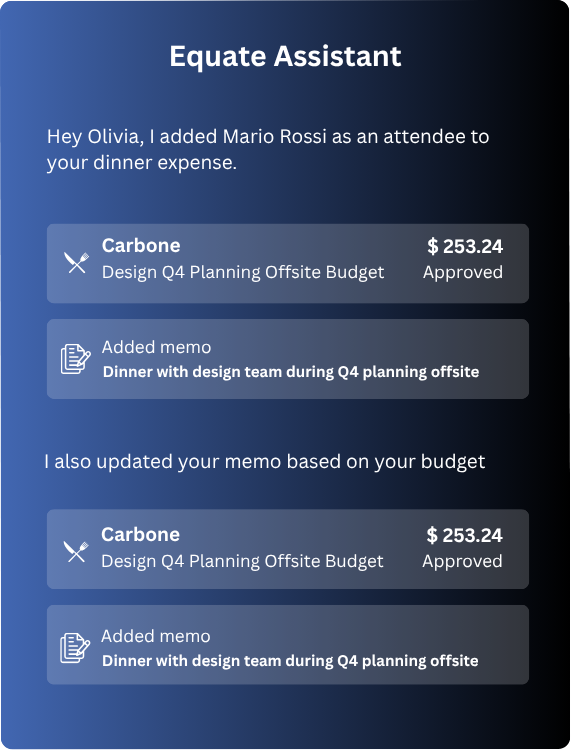 Equate Assistant
Hey Olivia, I added Mario Rossi as an attendee to
your dinner expense.
Carbone $ 253.24
Design Q4 Planning Offsite Budget Approved
Added memo
Dinner with design team during Q4 planning offsite
I also updated your memo based on your budget
Carbone $ 253.24
Design Q4 Planning Offsite Budget Approved
Added memo
Dinner with design team during Q4 planning offsite